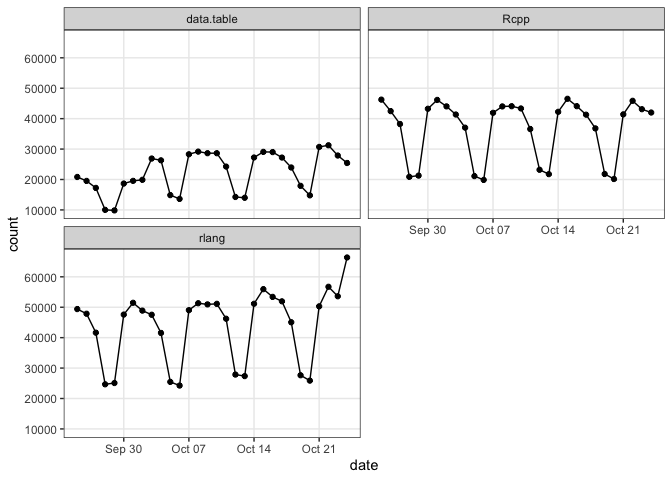 data.table
Rcpp
60000
50000
40000
30000
20000
10000
Sep 30 Oct 07 Oct 14 Oct 21
rlang
60000
50000
40000
30000
20000
10000
Sep 30 Oct 07 Oct 14 Oct 21
count
date